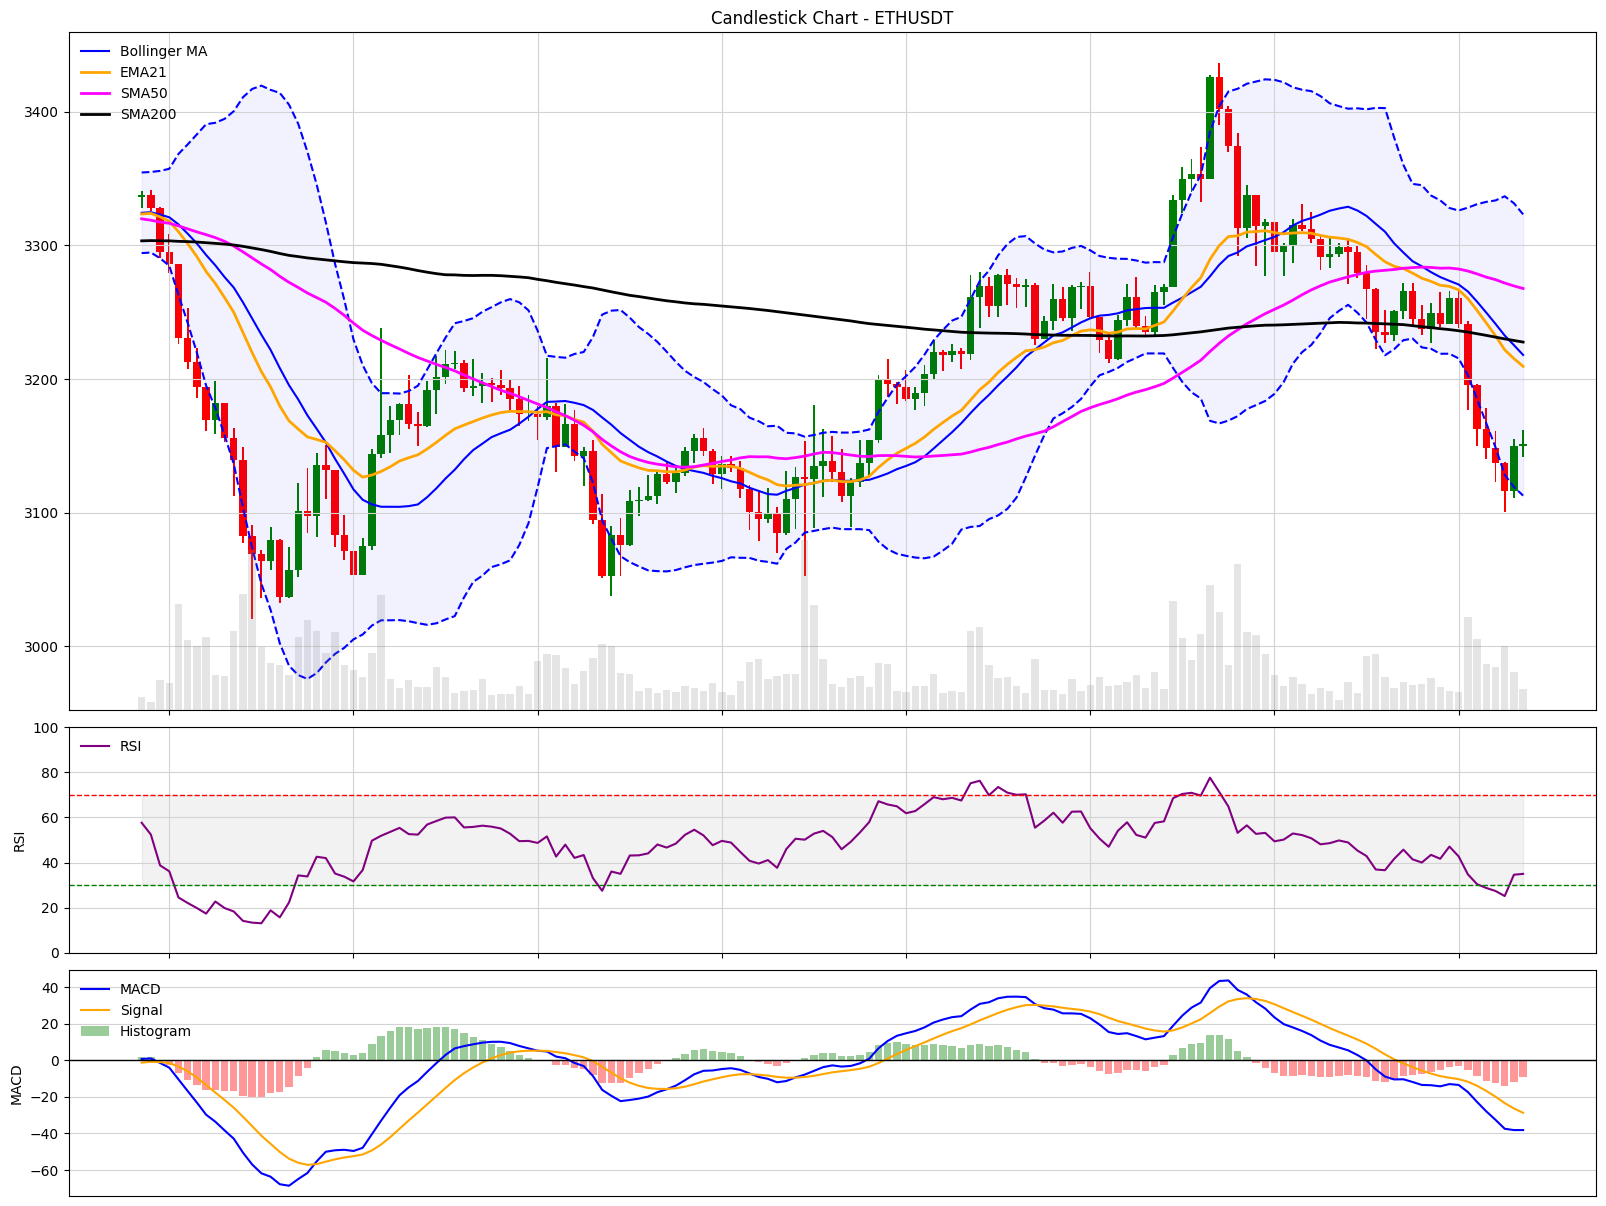 Candlestick Chart - ETHUSDT
Bollinger MA
EMA21
SMA50
SMA200
3400
3300
3200
3100
3000
RSI
100
80
60
40
20
0
RSI
MACD
Signal
Histogram
40
20
0
−20
−40
−60
MACD